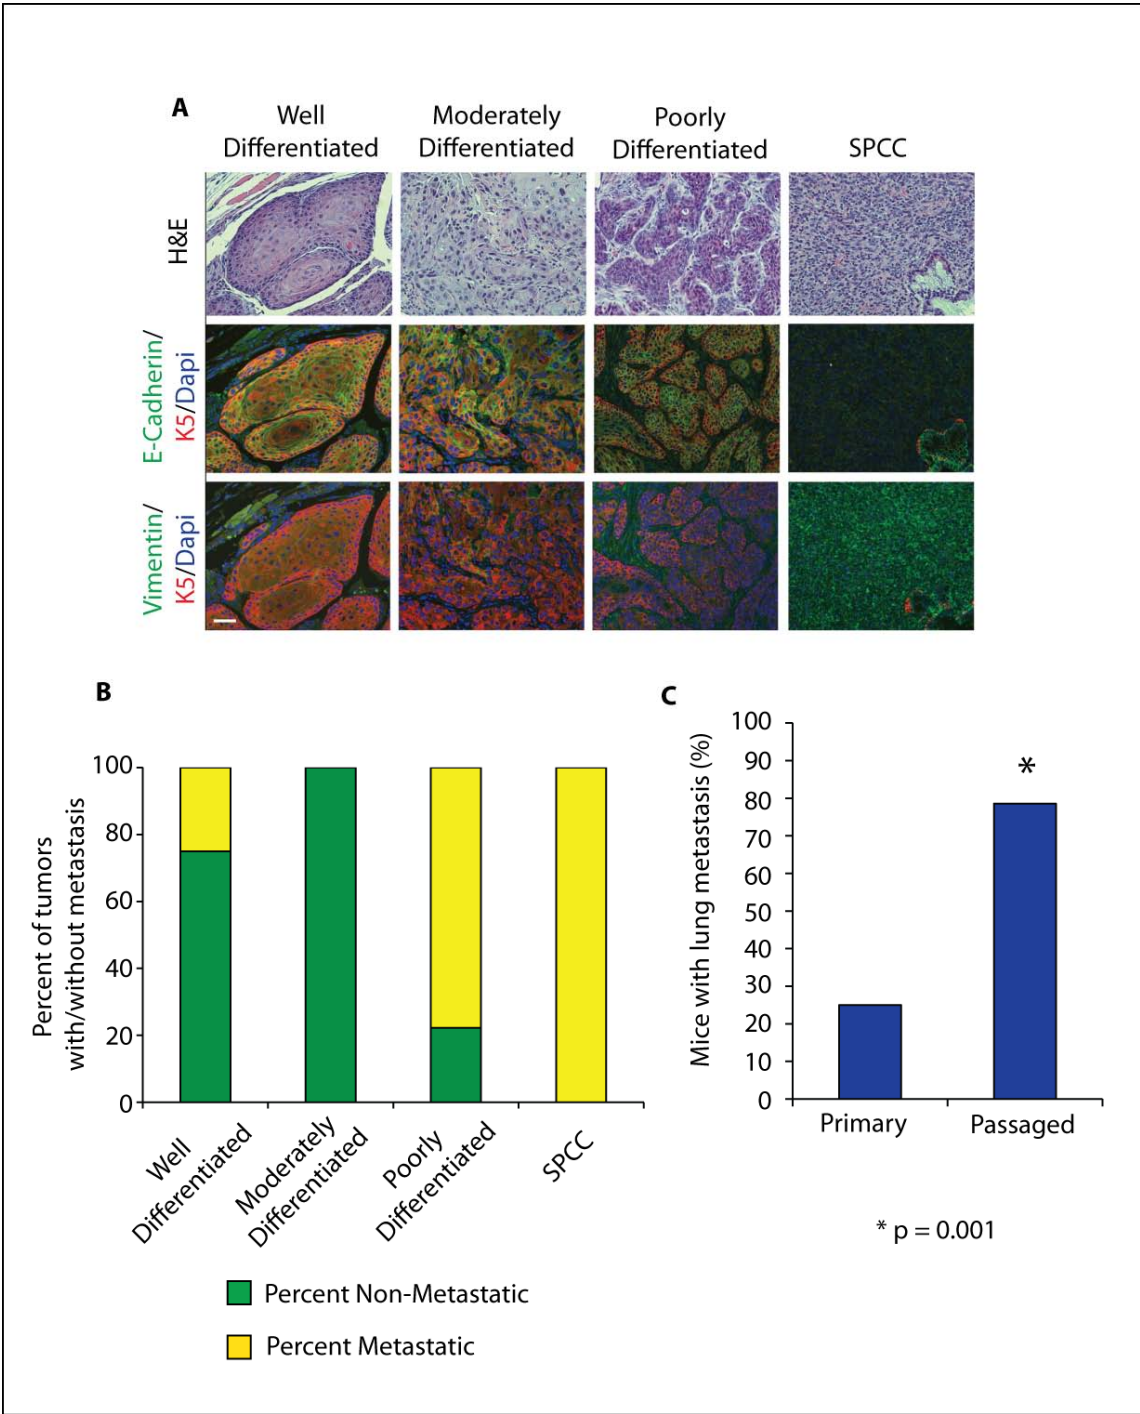 A
Well
Differentiated
Moderately
Differentiated
Poorly
Differentiated
SPCC
H&E
E-Cadherin/
K5/Dapi
Vimentin/
K5/Dapi
B
Percent of tumors
with/without metastasis
100
80
60
40
20
0
Well
Differentiated
Moderately
Differentiated
Poorly
Differentiated
SPCC
Percent Non-Metastatic
Percent Metastatic
C
Mice with lung metastasis (%)
100
90
80
70
60
50
40
30
20
10
0
*
Primary
Passaged
* p = 0.001